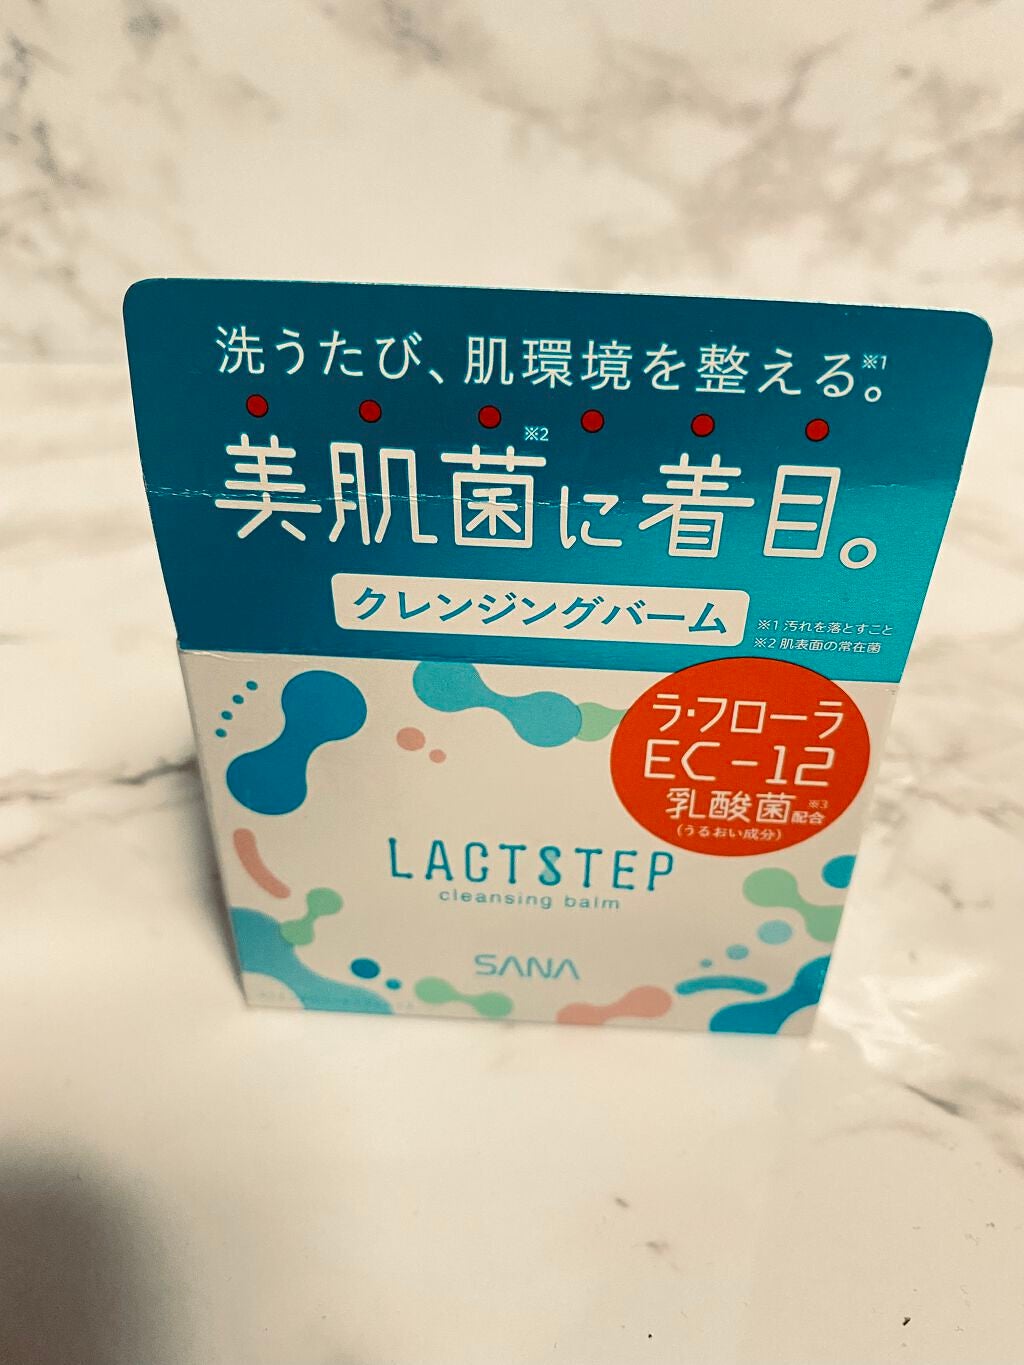 洗うたび、肌環境を整える。※1
美肌菌※2に着目。
クレンジングバーム
※1 汚れを落とすこと
※2 肌表面の常在菌
ラ・フローラ
EC-12
乳酸菌※3配合
（うるおい成分）
LACTSTEP
cleansing balm
SANA